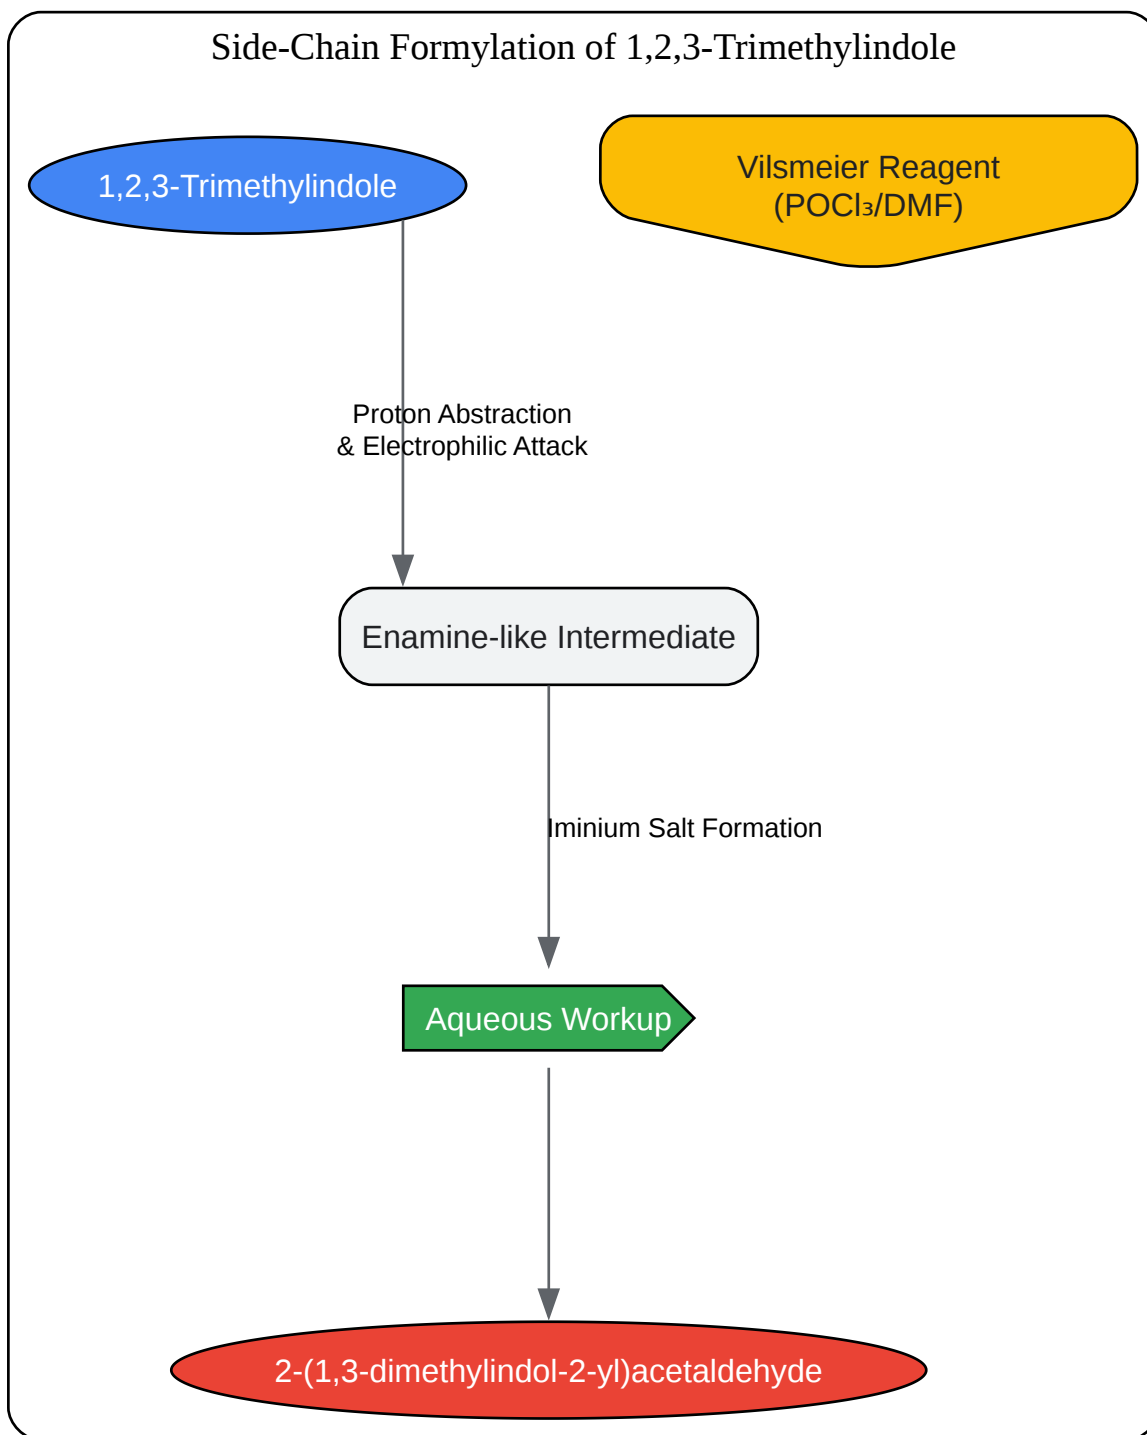 Side-Chain Formylation of 1,2,3-Trimethylindole
1,2,3-Trimethylindole
Vilsmeier Reagent
(POCl₃/DMF)
Proton Abstraction
& Electrophilic Attack
Enamine-like Intermediate
Iminium Salt Formation
Aqueous Workup
2-(1,3-dimethylindol-2-yl)acetaldehyde